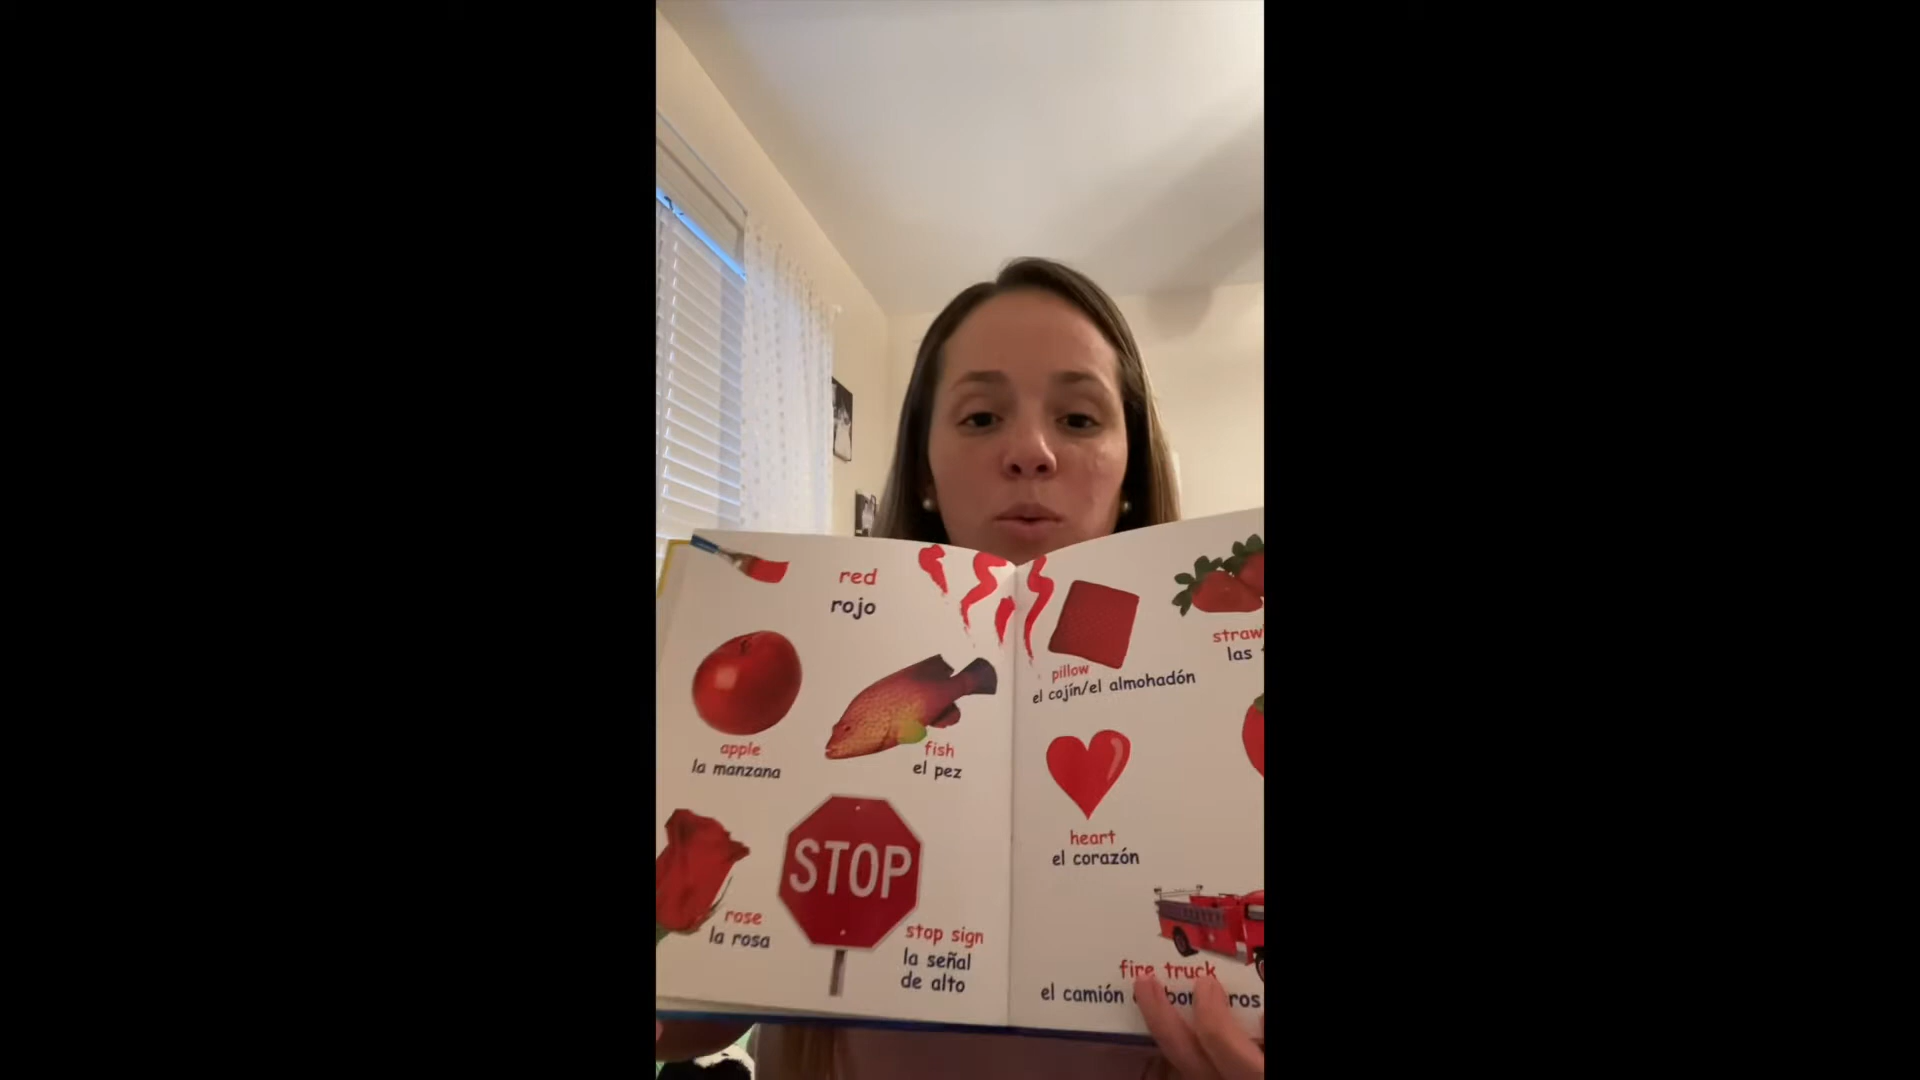 red
rojo
apple
la manzana
fish
el pez
rose
la rosa
STOP
stop sign
la señal
de alto
pillow
el cojín/el almohadón
las
heart
el corazón
fire truck
el camión